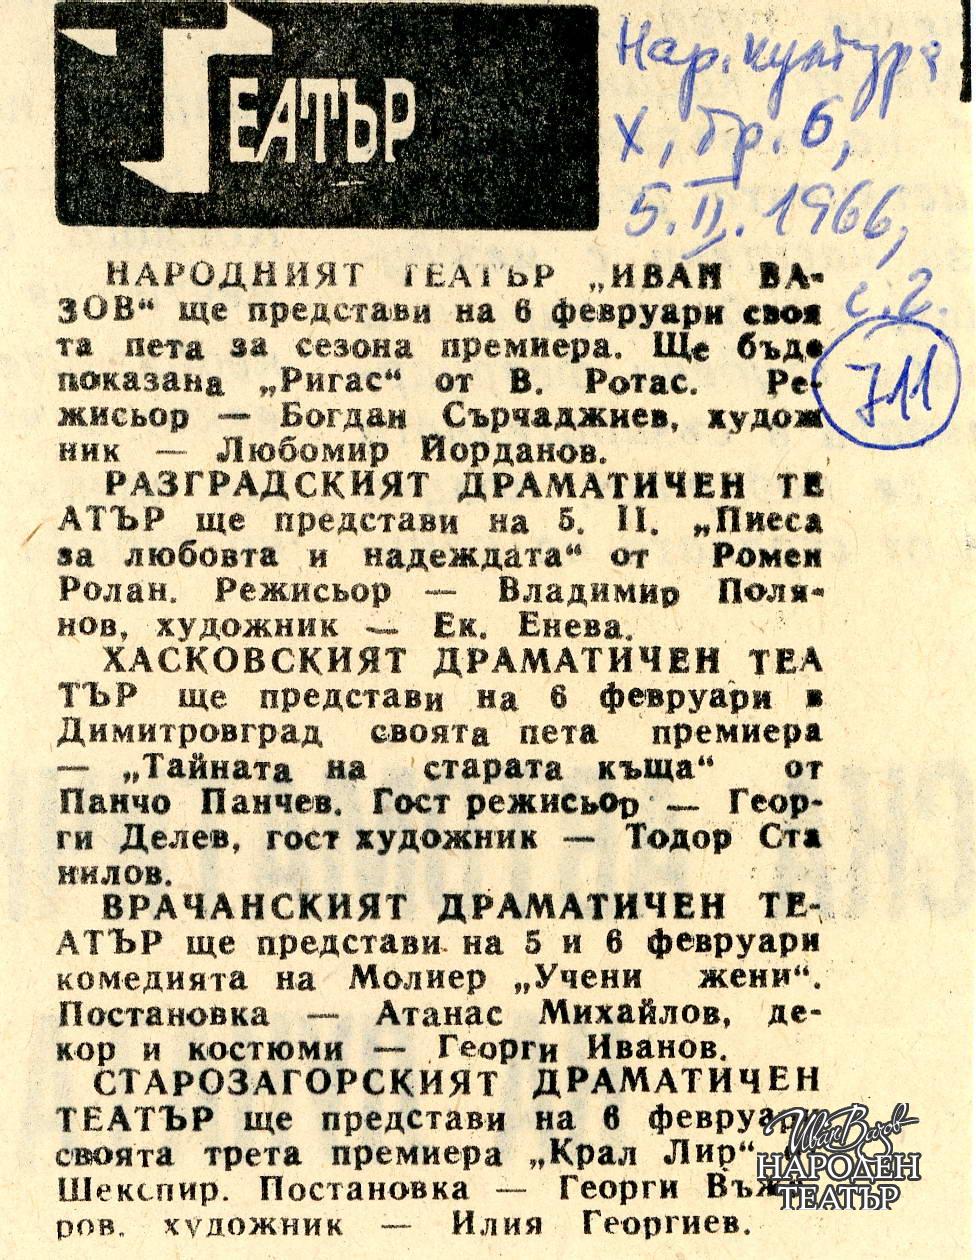 ТЕАТЪР
Нар. култура
X, бр. 6,
5.II.1966,
с. 2.
711
НАРОДНИЯТ ТЕАТЪР „ИВАН ВА-
ЗОВ“ ще представи на 6 февруари своя
та пета за сезона премиера. Ще бъде
показана „Ригас“ от В. Ротас. Ре-
жисьор — Богдан Сърчаджиев, худож
ник — Любомир Йорданов.
РАЗГРАДСКИЯТ ДРАМАТИЧЕН ТЕ
АТЪР ще представи на 5. II. „Пиеса
за любовта и надеждата“ от Ромен
Ролан. Режисьор — Владимир Поля-
нов, художник — Ек. Енева.
ХАСКОВСКИЯТ ДРАМАТИЧЕН ТЕА
ТЪР ще представи на 6 февруари в
Димитровград своята пета премиера
— „Тайната на старата къща“ от
Панчо Панчев. Гост режисьор — Геор-
ги Делев, гост художник — Тодор Ста
нилов.
ВРАЧАНСКИЯТ ДРАМАТИЧЕН ТЕ-
АТЪР ще представи на 5 и 6 февруари
комедията на Молиер „Учени жени“.
Постановка — Атанас Михайлов, де-
кор и костюми — Георги Иванов.
СТАРОЗАГОРСКИЯТ ДРАМАТИЧЕН
ТЕАТЪР ще представи на 6 февруари
своята трета премиера „Крал Лир“
Шекспир. Постановка — Георги
ров, художник — Илия Георгиев.
Иван Вазов
НАРОДЕН
ТЕАТЪР